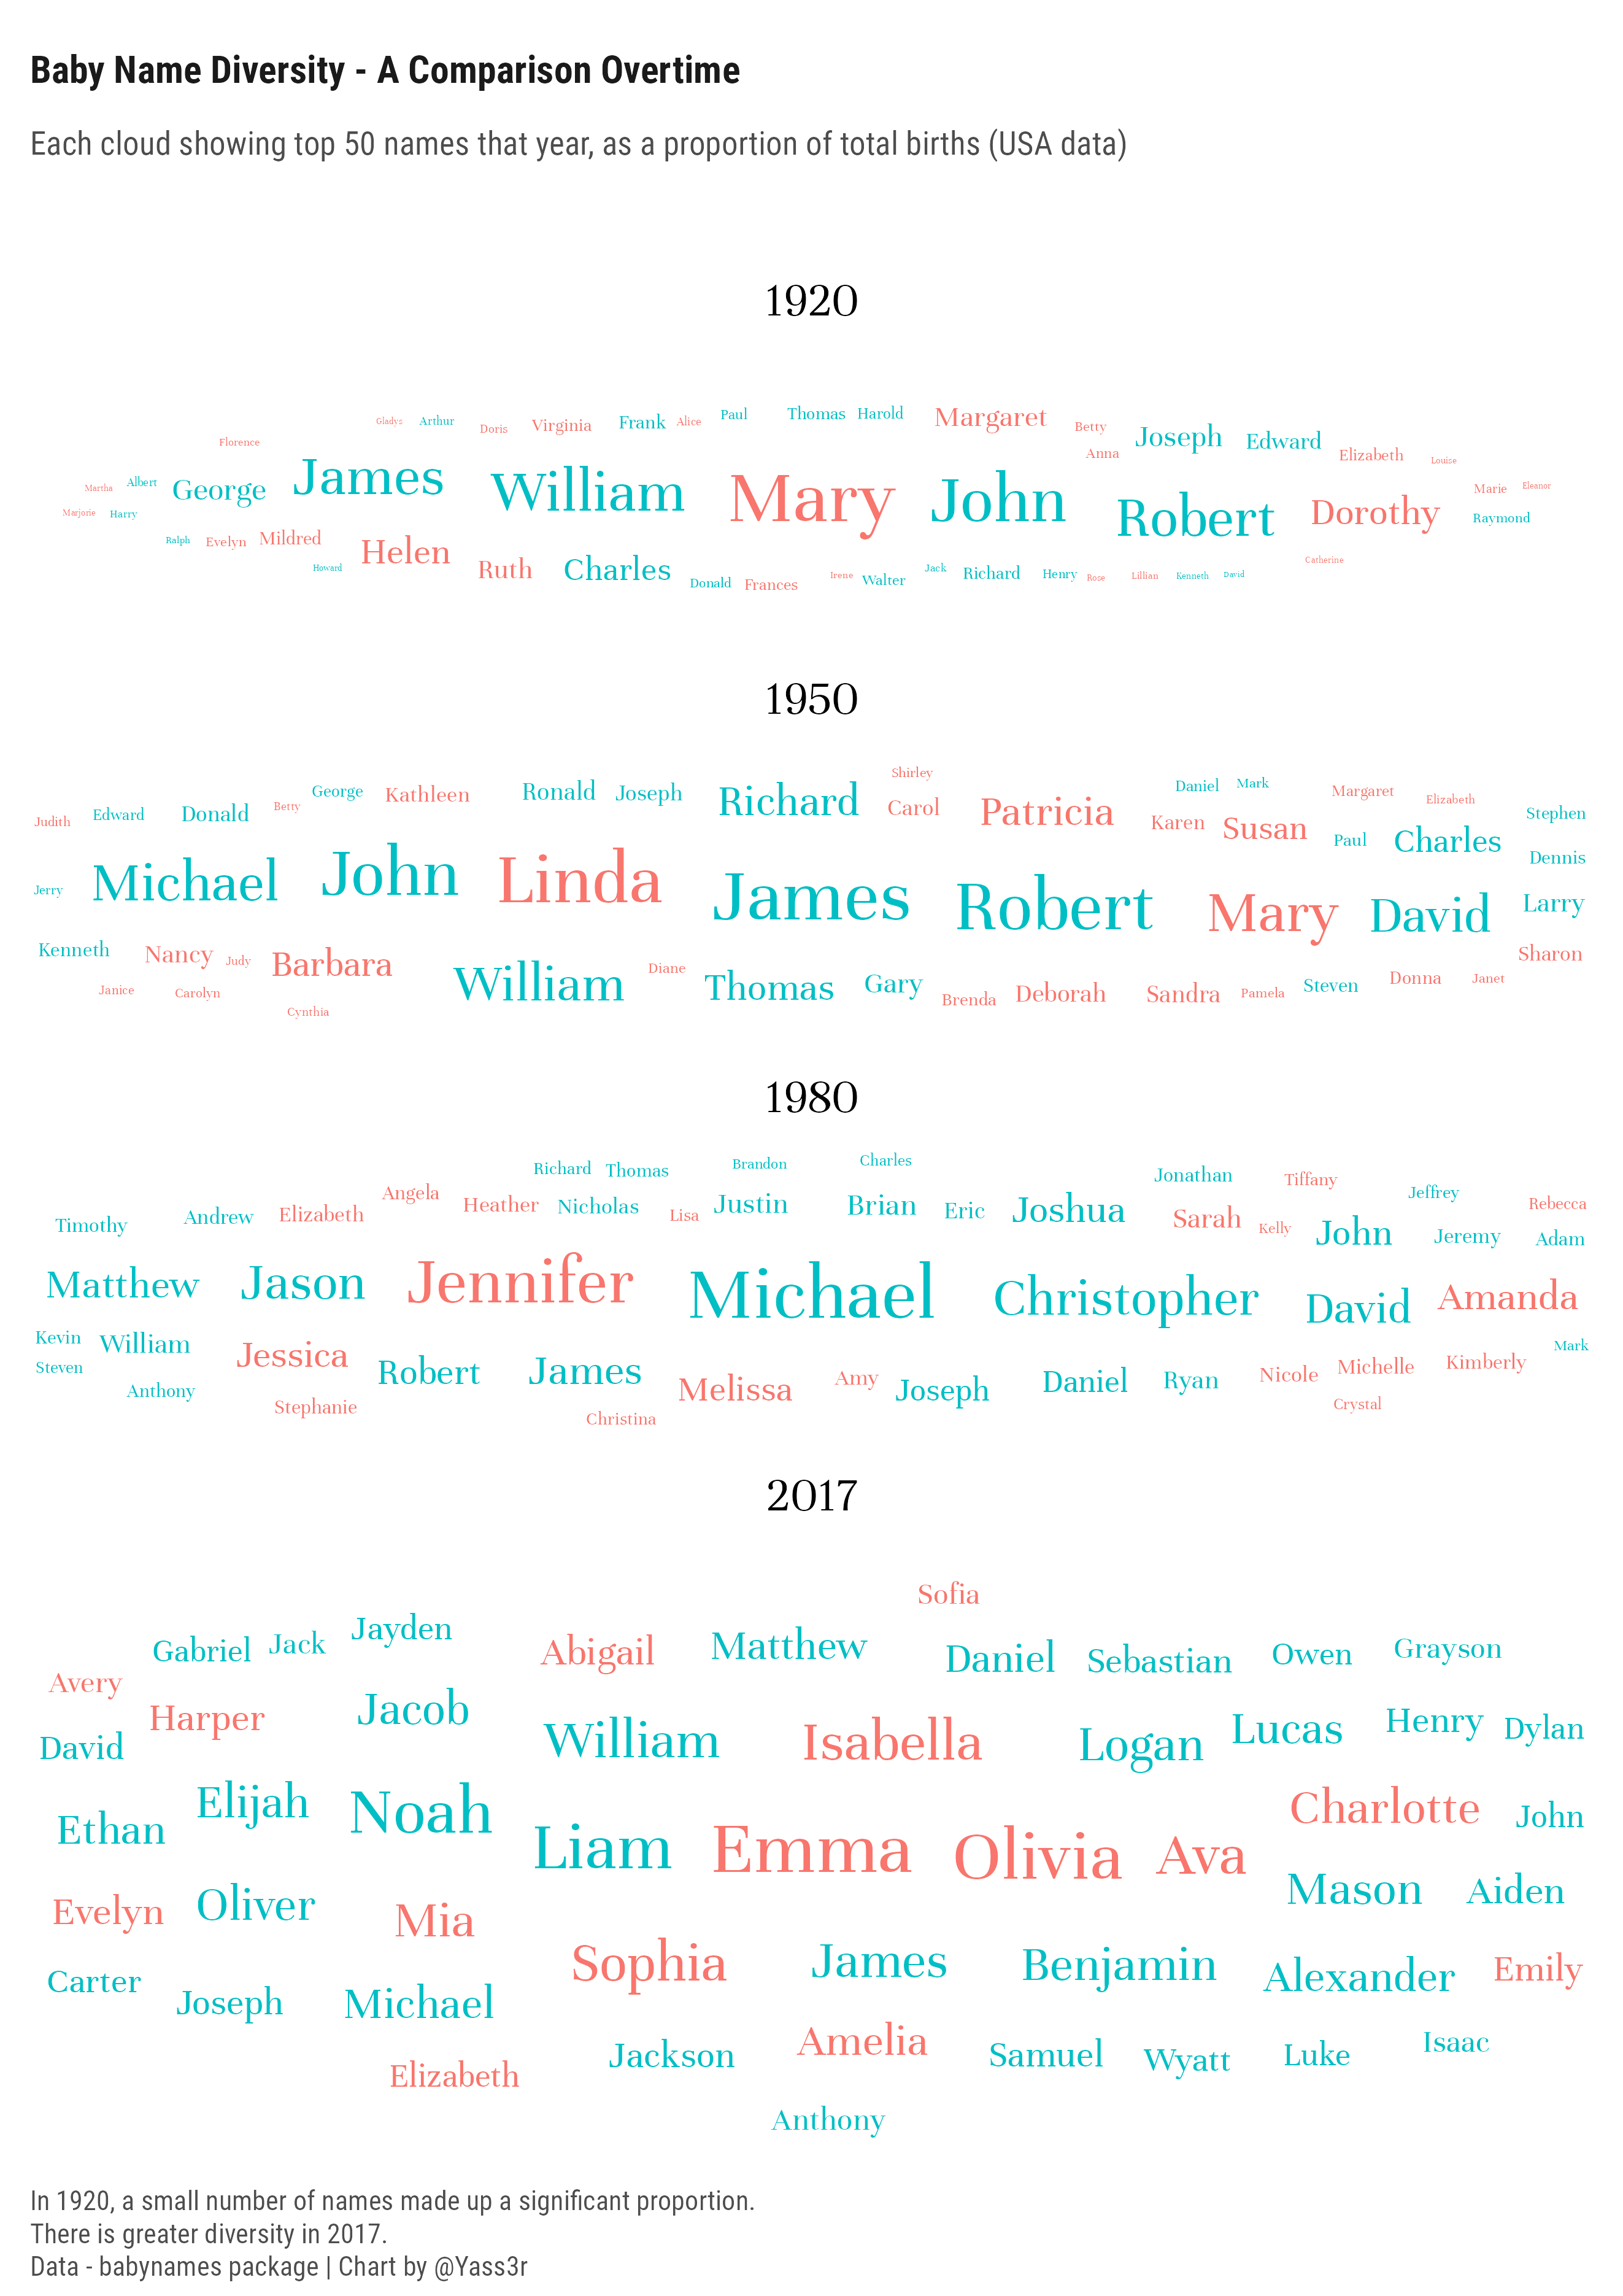 Baby Name Diversity - A Comparison Overtime
Each cloud showing top 50 names that year, as a proportion of total births (USA data)
1920
Gladys Arthur Doris Virginia Frank Alice Paul Thomas Harold Margaret Betty Joseph Edward
Florence Anna Elizabeth Louise
Martha Albert George James William Mary John Robert Dorothy Marie Eleanor
Marjorie Harry Raymond
Ralph Evelyn Mildred Helen Ruth Charles Catherine
Howard Donald Frances Irene Walter Jack Richard Henry Rose Lillian Kenneth David
1950
Shirley
Judith Edward Donald Betty George Kathleen Ronald Joseph Richard Carol Patricia Karen Daniel Mark Susan Margaret Elizabeth Stephen
Paul Charles Dennis
Jerry Michael John Linda James Robert Mary David Larry
Kenneth Nancy Judy Barbara William Diane Thomas Gary Brenda Deborah Sandra Pamela Steven Donna Janet Sharon
Janice Carolyn
Cynthia
1980
Richard Thomas Brandon Charles Jonathan Tiffany
Timothy Andrew Elizabeth Angela Heather Nicholas Lisa Justin Brian Eric Joshua Sarah Kelly John Jeffrey Jeremy Rebecca Adam
Matthew Jason Jennifer Michael Christopher David Amanda
Kevin William Jessica Mark
Steven Robert James Melissa Amy Joseph Daniel Ryan Nicole Michelle Kimberly
Anthony Stephanie Christina Crystal
2017
Sofia
Gabriel Jack Jayden Abigail Matthew Daniel Sebastian Owen Grayson
Avery
David Harper Jacob William Isabella Logan Lucas Henry Dylan
Ethan Elijah Noah Liam Emma Olivia Ava Charlotte John
Evelyn Oliver Mia Mason Aiden
Carter Joseph Michael Sophia James Benjamin Alexander Emily
Elizabeth Jackson Amelia Samuel Wyatt Luke Isaac
Anthony
In 1920, a small number of names made up a significant proportion.
There is greater diversity in 2017.
Data - babynames package | Chart by @Yass3r